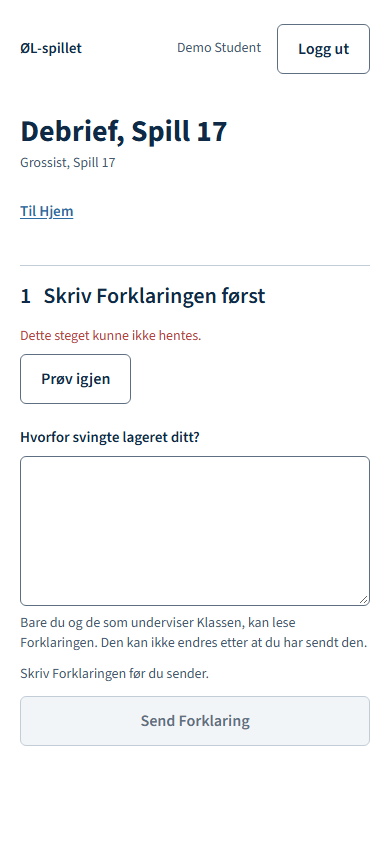 ØL-spillet
Demo Student
Logg ut
Debrief, Spill 17
Grossist, Spill 17
Til Hjem
1 Skriv Forklaringen først
Dette steget kunne ikke hentes.
Prøv igjen
Hvorfor svingte lageret ditt?
Bare du og de som underviser Klassen, kan lese
Forklaringen. Den kan ikke endres etter at du har sendt den.
Skriv Forklaringen før du sender.
Send Forklaring